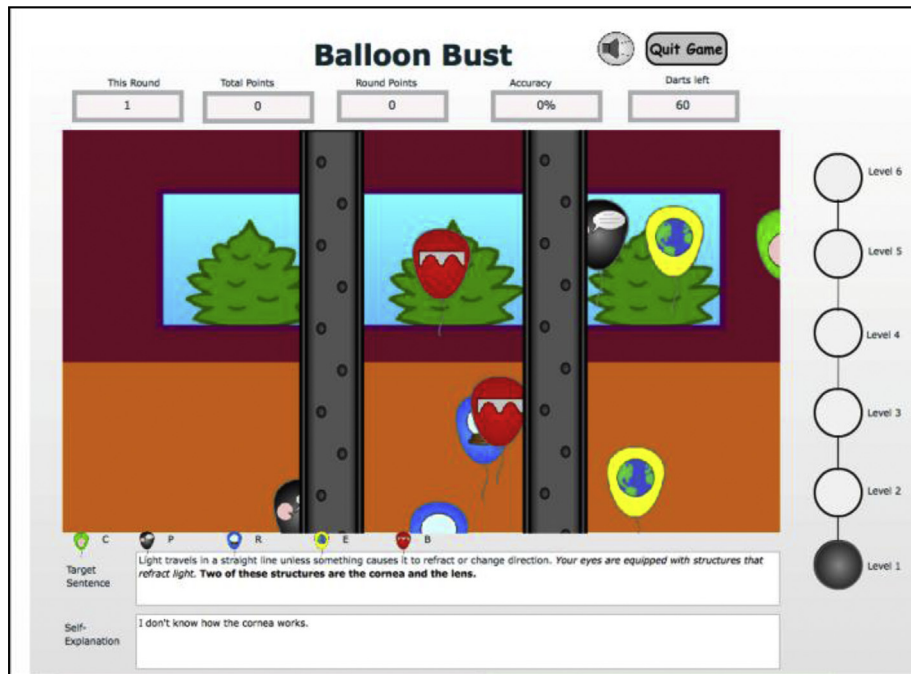 Balloon Bust
Quit Game
This Round Total Points Round Points Accuracy Darts left
1 0 0 0% 60
Level 6
Level 5
Level 4
Level 3
Level 2
Level 1
C P R E B
Target
Sentence
Light travels in a straight line unless something causes it to refract or change direction. Your eyes are equipped with structures that
refract light. Two of these structures are the cornea and the lens.
Self-
Explanation
I don't know how the cornea works.